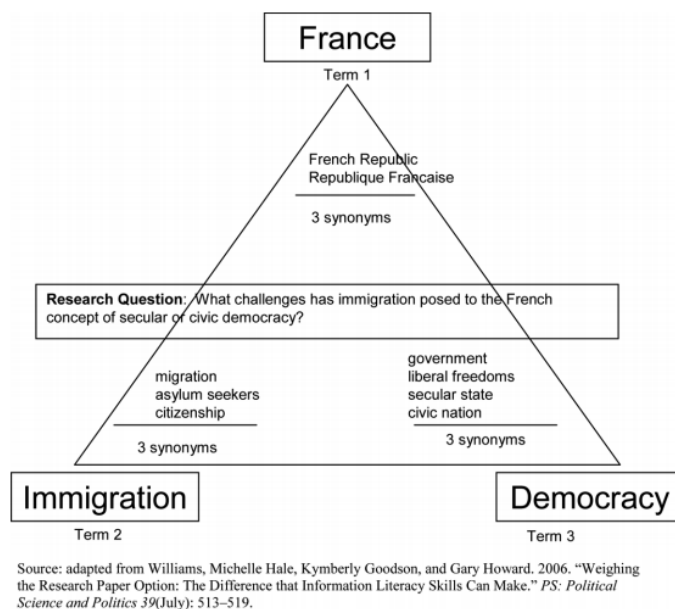 France
Term 1
French Republic
Republique Francaise
3 synonyms
Research Question: What challenges has immigration posed to the French
concept of secular or civic democracy?
migration
asylum seekers
citizenship
3 synonyms
government
liberal freedoms
secular state
civic nation
3 synonyms
Immigration
Term 2
Democracy
Term 3
Source: adapted from Williams, Michelle Hale, Kymberly Goodson, and Gary Howard. 2006. “Weighing
the Research Paper Option: The Difference that Information Literacy Skills Can Make.” PS: Political
Science and Politics 39(July): 513–519.